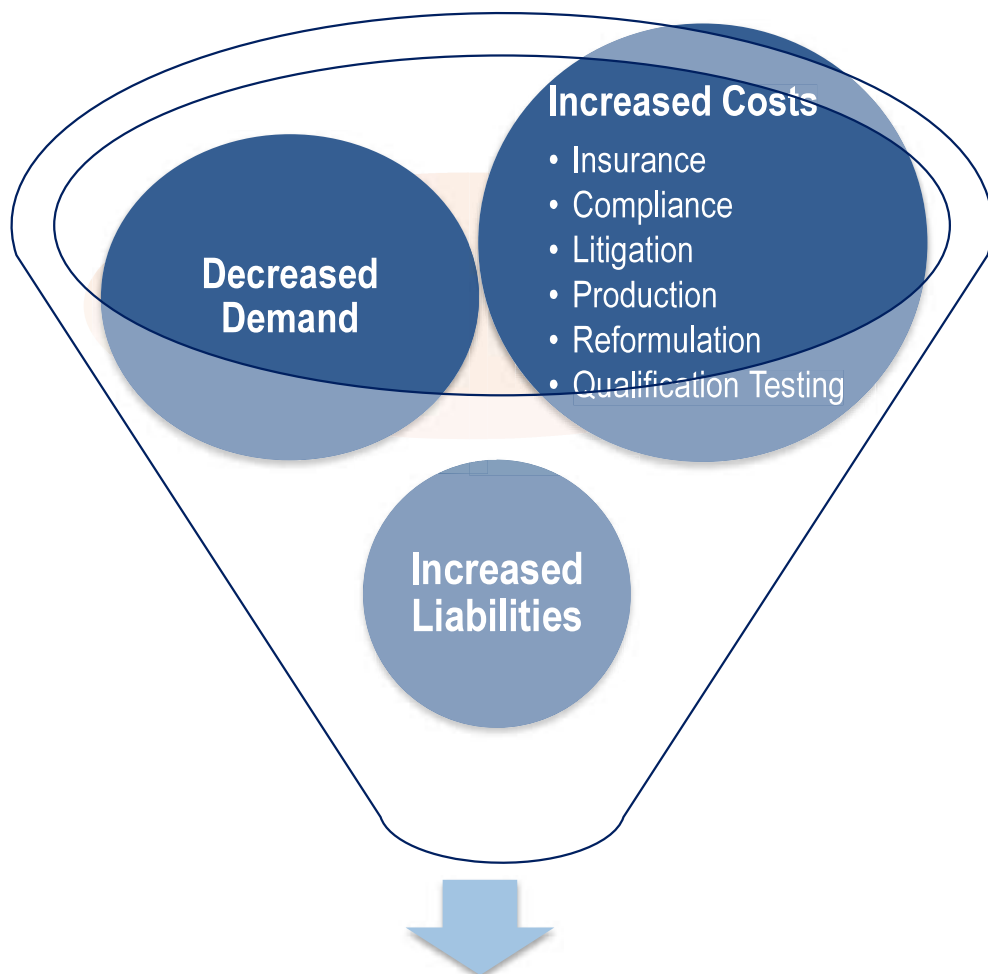 Increased Costs
• Insurance
• Compliance
• Litigation
• Production
• Reformulation
• Qualification Testing
Decreased
Demand
Increased
Liabilities